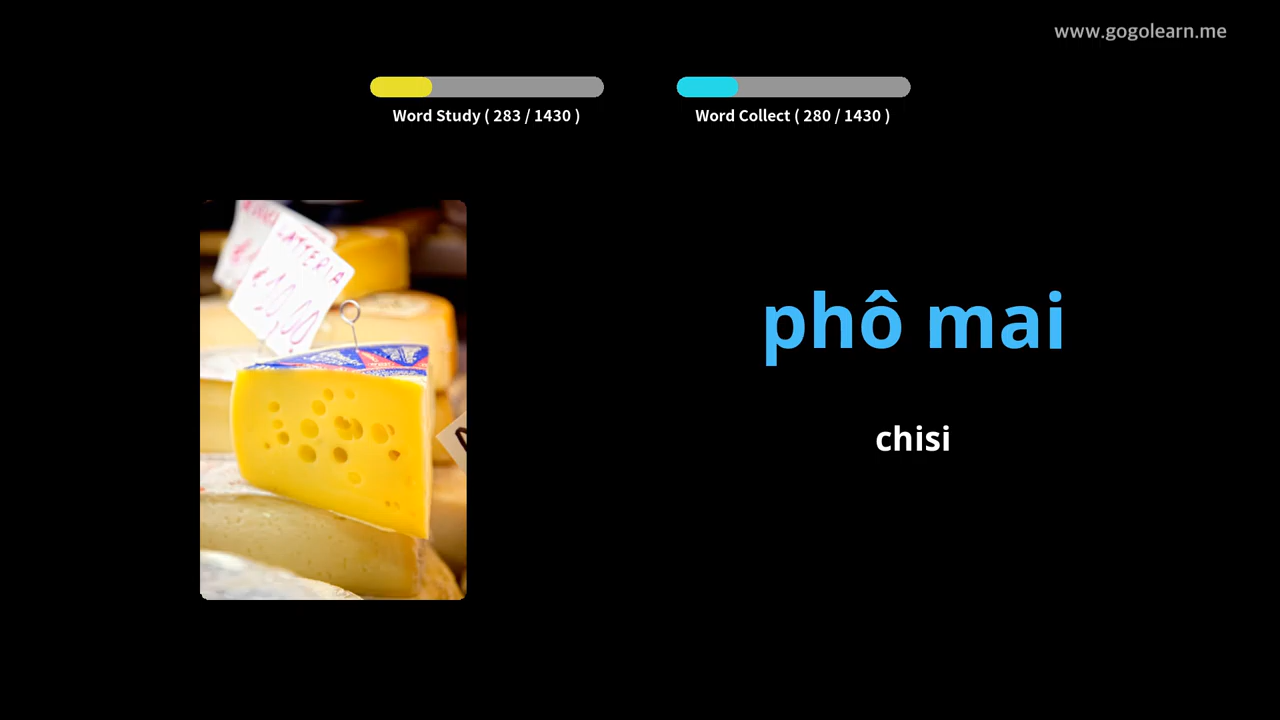 www.gogolearn.me
Word Study ( 283 / 1430 )
Word Collect ( 280 / 1430 )
LATTERIA
phô mai
chisi